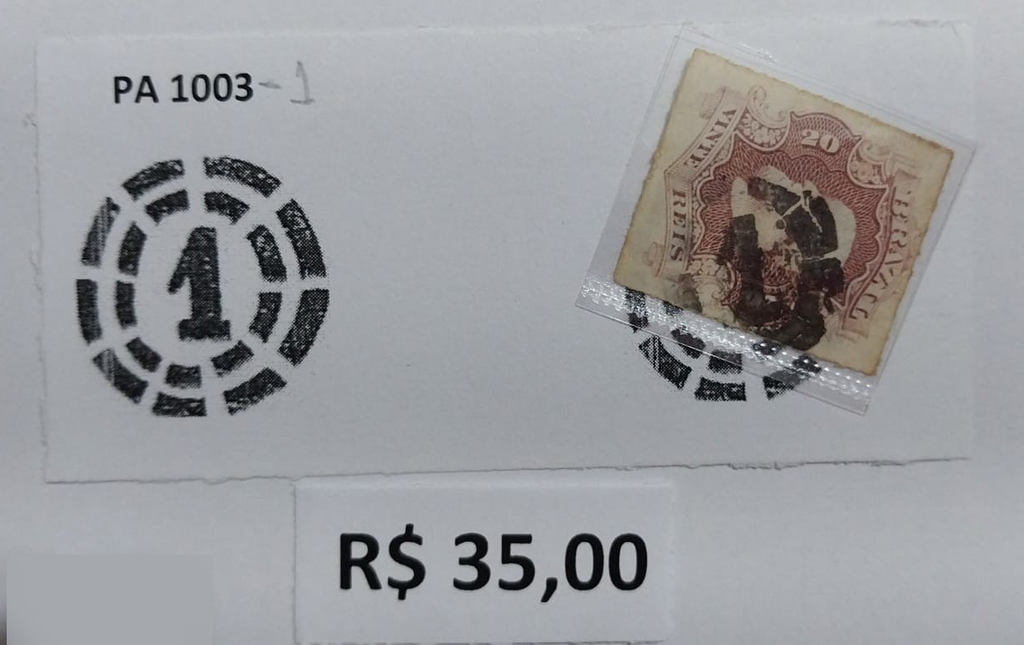 PA 1003-1
1
20
VINTE REIS
BRAZIL
R$ 35,00